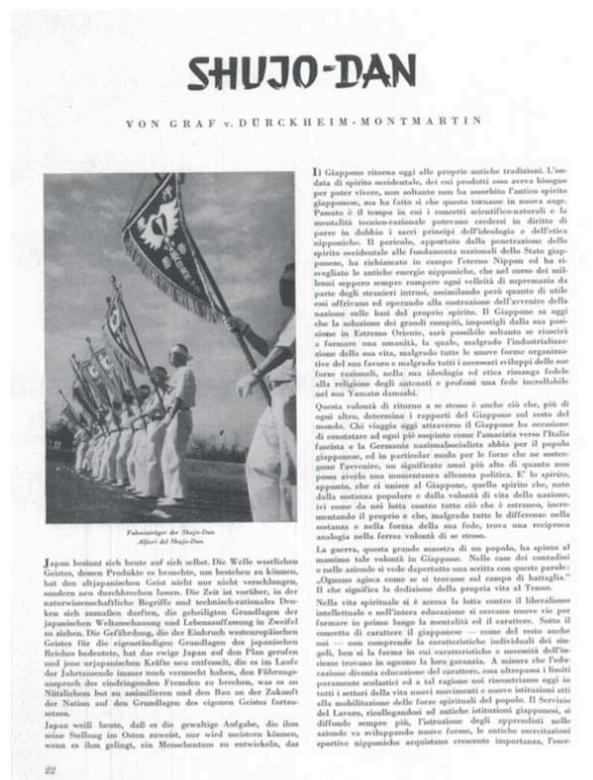 SHUJO-DAN
VON GRAF v. DÜRCKHEIM-MONTMARTIN
Fahnenträger der Shujo-Dan
Alfieri del Shujo-Dan
Japan besinnt sich heute auf sich selbst. Die Welle westlichen
Geistes, dessen Produkte es brauchte, um bestehen zu können,
hat den altjapanischen Geist nicht nur nicht verschlungen,
sondern neu durchbrechen lassen. Die Zeit ist vorüber, in der
naturwissenschaftliche Begriffe und technisch-rationales Den-
ken sich anmaßen durften, die geheiligten Grundlagen der
japanischen Weltanschauung und Lebensauffassung in Zweifel
zu ziehen. Die Gefährdung, die der Einbruch westeuropäischen
Geistes für die eigenständigen Grundlagen des japanischen
Reiches bedeutete, hat das ewige Japan auf den Plan gerufen
und jene urjapanischen Kräfte neu entfesselt, die es im Laufe
der Jahrtausende immer noch vermocht haben, den Führungs-
anspruch des eindringenden Fremden zu brechen, was es an
Nützlichem bot zu assimilieren und den Bau an der Zukunft
der Nation auf den Grundlagen des eigenen Geistes fortzu-
setzen.
Japan weiß heute, daß es die gewaltige Aufgabe, die ihm
seine Stellung im Osten zuweist, nur wird meistern können,
wenn es ihm gelingt, ein Menschentum zu entwickeln, das
22
Il Giappone ritorna oggi alle proprie antiche tradizioni. L'on-
data di spirito occidentale, dei cui prodotti esso aveva bisogno
per poter vivere, non soltanto non ha assorbito l'antico spirito
giapponese, ma ha fatto sì che questo tornasse in nuova auge.
Passato è il tempo in cui i concetti scientifico-naturali e la
mentalità tecnico-razionale potevano credersi in diritto di
porre in dubbio i sacri principi dell'ideologia e dell'etica
nipponiche. Il pericolo, apportato dalla penetrazione dello
spirito occidentale alle fondamenta nazionali dello Stato giap-
ponese, ha richiamato in campo l'eterno Nippon ed ha ri-
svegliato le antiche energie nipponiche, che nel corso dei mil-
lenni seppero sempre rompere ogni velleità di supremazia da
parte degli stranieri intrusi, assimilando però quanto di utile
essi offrivano ed operando alla costruzione dell'avvenire della
nazione sulle basi del proprio spirito. Il Giappone sa oggi
che la soluzione dei grandi compiti, impostigli dalla sua posi-
zione in Estremo Oriente, sarà possibile soltanto se riuscirà
a formare una umanità, la quale, malgrado l'industrializza-
zione della sua vita, malgrado tutte le nuove forme organizza-
tive del suo lavoro e malgrado tutti i necessari sviluppi delle sue
forze razionali, nella sua ideologia ed etica rimanga fedele
alla religione degli antenati e professi una fede incrollabile
nel suo Yamato damashi.
Questa volontà di ritorno a se stesso è anche ciò che, più di
ogni altro, determina i rapporti del Giappone col resto del
mondo. Chi viaggia oggi attraverso il Giappone ha occasione
di constatare ad ogni piè sospinto come l'amicizia verso l'Italia
fascista e la Germania nazionalsocialista abbia per il popolo
giapponese, ed in particolar modo per le forze che ne sosten-
gono l'avvenire, un significato assai più alto di quanto non
possa averlo una momentanea alleanza politica. E' lo spirito,
appunto, che ci unisce al Giappone, quello spirito che, nato
dalla sostanza popolare e dalla volontà di vita della nazione,
ivi come da noi lotta contro tutto ciò che è estraneo, incre-
mentando il proprio e che, malgrado tutte le differenze nella
sostanza e nella forma della sua fede, trova una reciproca
analogia nella ferrea volontà di se stesso.
La guerra, questa grande maestra di un popolo, ha spinto al
massimo tale volontà in Giappone. Nelle case dei contadini
e nelle aziende si vede dapertutto una scritta con queste parole:
„Ognuno agisca come se si trovasse sul campo di battaglia.“
Il che significa la dedizione della propria vita al Tenno.
Nella vita spirituale si è accesa la lotta contro il liberalismo
intellettuale e nell'intera educazione si cercano nuove vie per
formare in primo luogo la mentalità ed il carattere. Sotto il
concetto di carattere il giapponese — come del resto anche
noi — non comprende la caratteristica individuali dei sin-
goli, ben sì la forma in cui caratteristiche e necessità dell'in-
sieme trovano in ognuno la loro garanzia. A misura che l'edu-
cazione diventa educazione del carattere, essa oltrepassa i limiti
puramente scolastici ed a tal ragione noi riscontriamo oggi in
tutti i settori della vita nuovi movimenti e nuove istituzioni atti
alla mobilitazione delle forze spirituali del popolo. Il Servizio
del Lavoro, ricollegandosi ad antiche istituzioni giapponesi, si
diffonde sempre più, l'istruzione degli apprendisti nelle
aziende va sviluppando nuove forme, le antiche esercitazioni
sportive nipponiche acquistano crescente importanza, l'eser-